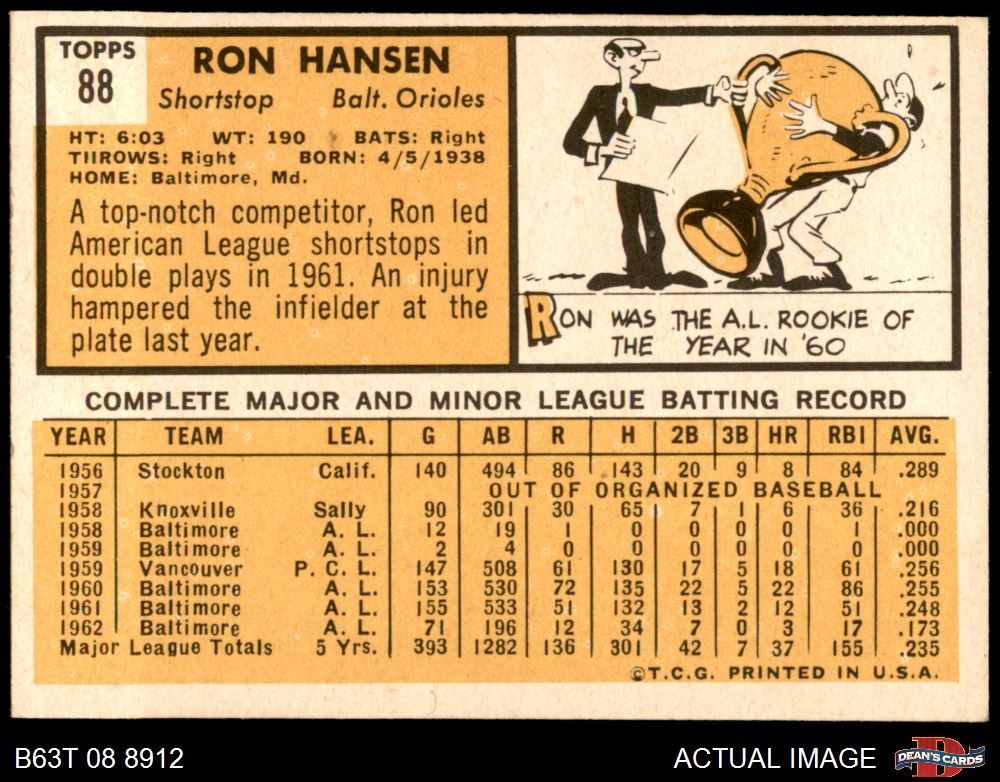 TOPPS
88
RON HANSEN
Shortstop Balt. Orioles
HT: 6:03 WT: 190 BATS: Right
THROWS: Right BORN: 4/5/1938
HOME: Baltimore, Md.
A top-notch competitor, Ron led
American League shortstops in
double plays in 1961. An injury
hampered the infielder at the
plate last year.
RON WAS THE A.L. ROOKIE OF
THE YEAR IN '60
COMPLETE MAJOR AND MINOR LEAGUE BATTING RECORD
YEAR TEAM LEA. G AB R H 2B 3B HR RBI AVG.
1956 Stockton Calif. 140 494 86 143 20 9 8 84 .289
1957 OUT OF ORGANIZED BASEBALL
1958 Knoxville Sally 90 301 30 65 7 1 6 36 .216
1958 Baltimore A. L. 12 19 1 0 0 0 0 1 .000
1959 Baltimore A. L. 2 4 0 0 0 0 0 0 .000
1959 Vancouver P. C. L. 147 508 61 130 17 5 18 61 .256
1960 Baltimore A. L. 153 530 72 135 22 5 22 86 .255
1961 Baltimore A. L. 155 533 51 132 13 2 12 51 .248
1962 Baltimore A. L. 71 196 12 34 7 0 3 17 .173
Major League Totals 5 Yrs. 393 1282 136 301 42 7 37 155 .235
©T.C.G. PRINTED IN U.S.A.
B63T 08 8912
ACTUAL IMAGE
D
DEAN'S CARDS